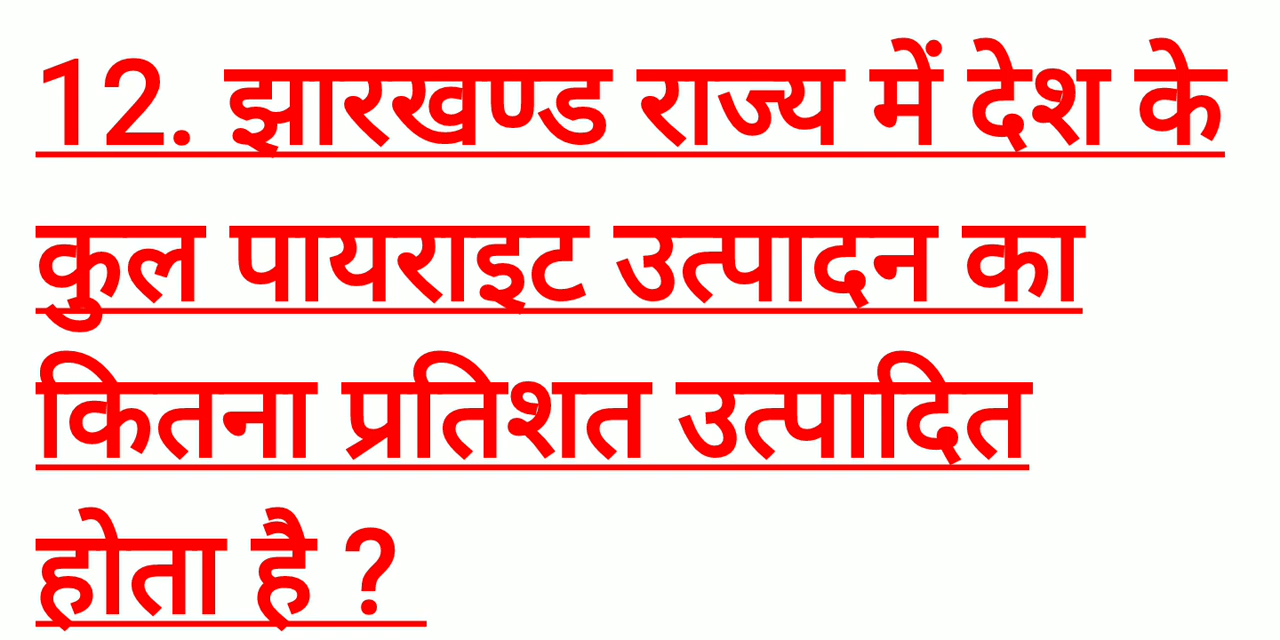 12. झारखण्ड राज्य में देश के
कुल पायराइट उत्पादन का
कितना प्रतिशत उत्पादित
होता है ?